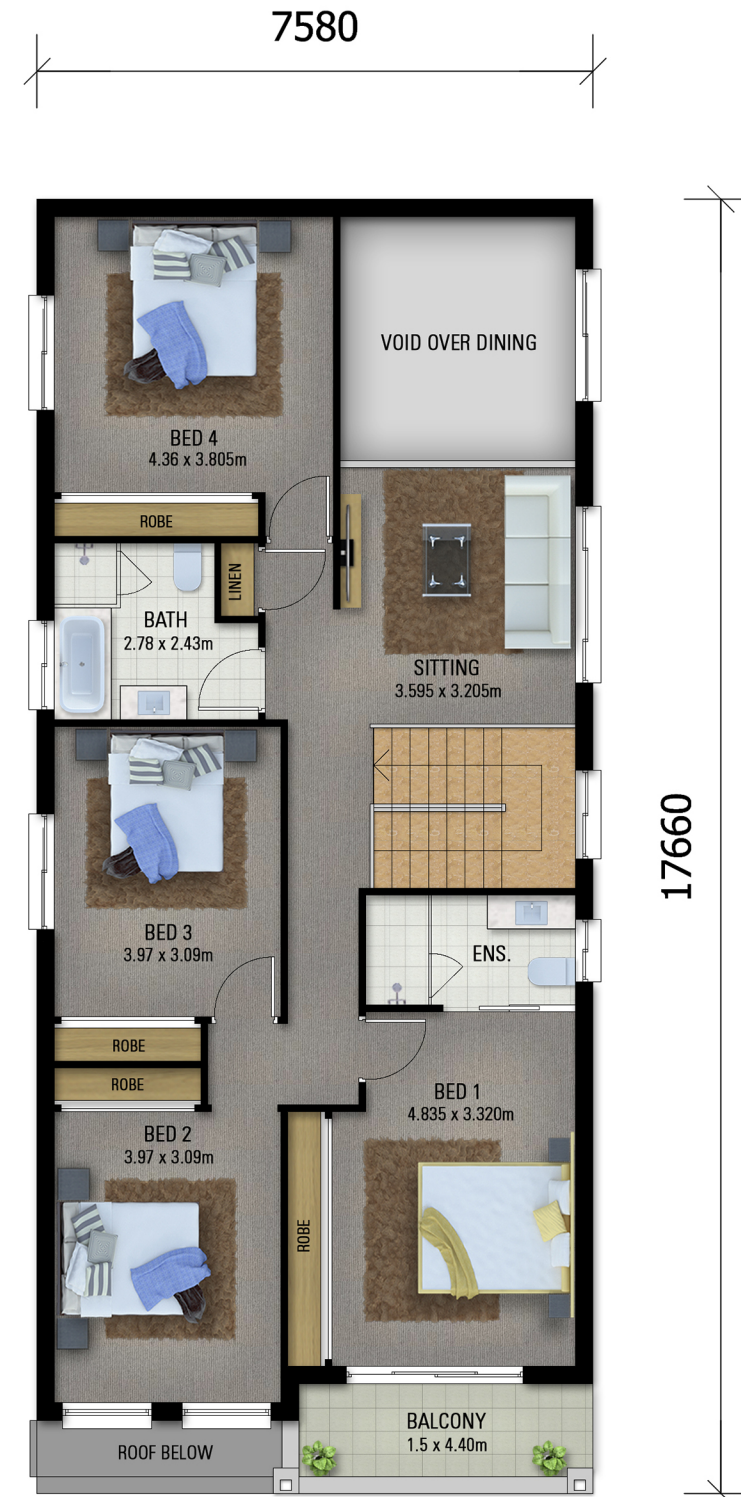 7580
VOID OVER DINING
BED 4
4.36 x 3.805m
ROBE
LINEN
BATH
2.78 x 2.43m
SITTING
3.595 x 3.205m
17660
BED 3
3.97 x 3.09m
ENS.
ROBE
ROBE
BED 1
4.835 x 3.320m
BED 2
3.97 x 3.09m
ROBE
BALCONY
1.5 x 4.40m
ROOF BELOW